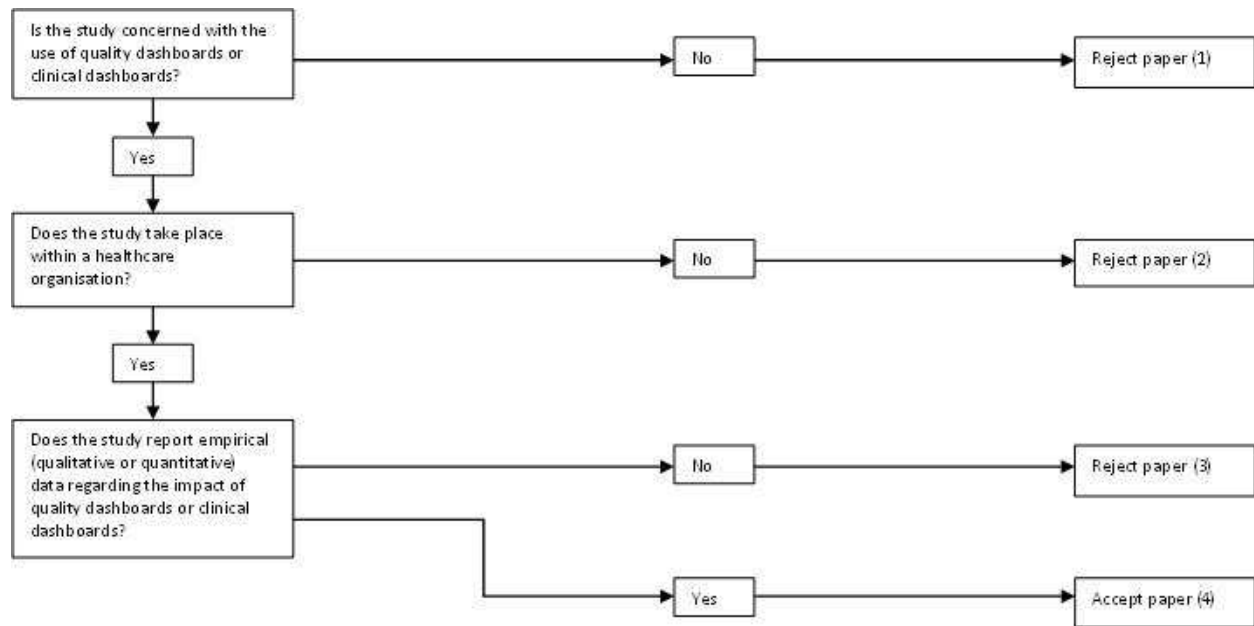 Is the study concerned with the
use of quality dashboards or
clinical dashboards?
No
Reject paper (1)
Yes
Does the study take place
within a healthcare
organisation?
No
Reject paper (2)
Yes
Does the study report empirical
(qualitative or quantitative)
data regarding the impact of
quality dashboards or clinical
dashboards?
No
Reject paper (3)
Yes
Accept paper (4)